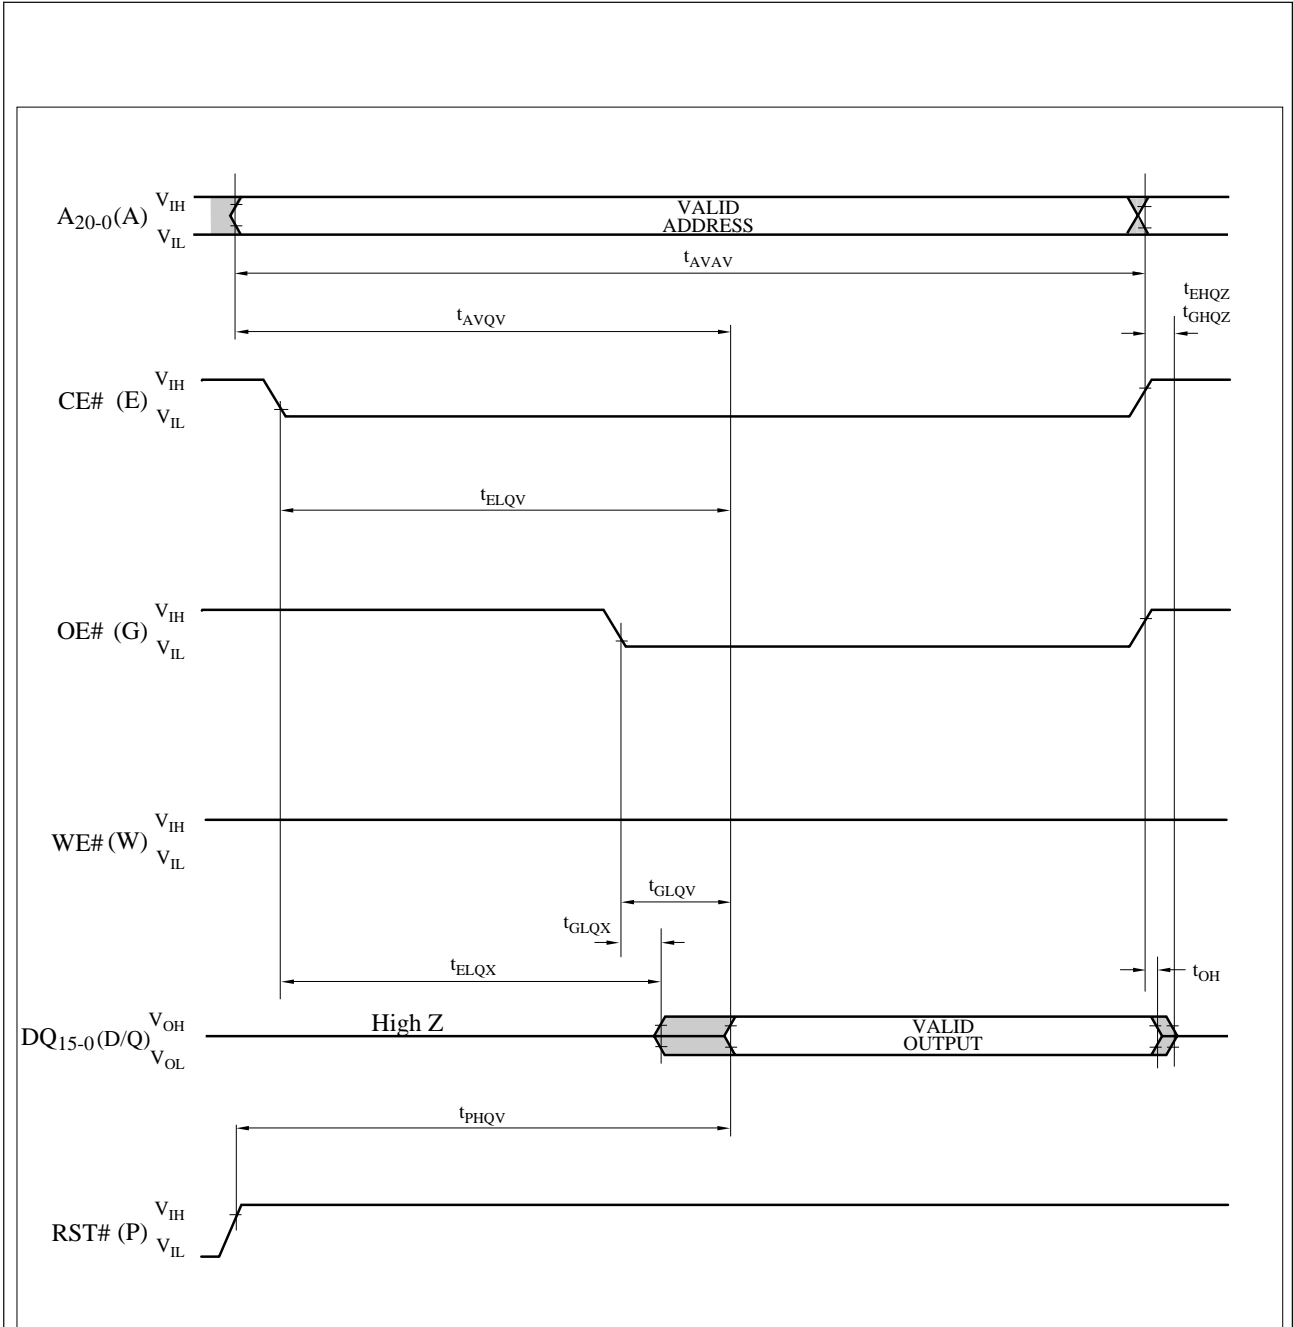 A20-0 (A) VIH
VIL
VALID
ADDRESS
tAVAV
tEHQZ
tGHQZ
tAVQV
CE# (E) VIH
VIL
tELQV
OE# (G) VIH
VIL
WE# (W) VIH
VIL
tGLQV
tGLQX
tELQX
tOH
DQ15-0 (D/Q) VOH
VOL
High Z
VALID
OUTPUT
tPHQV
RST# (P) VIH
VIL